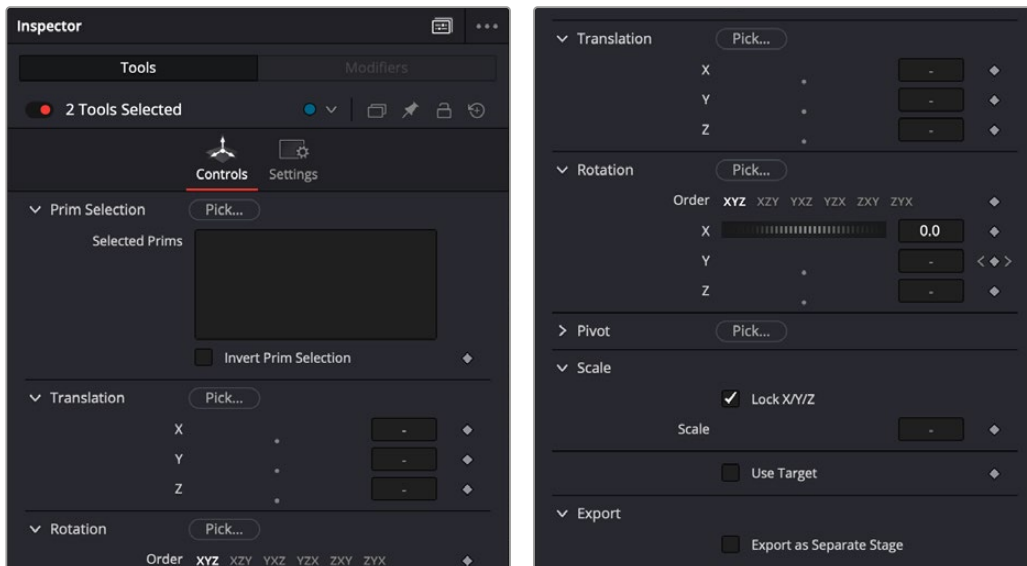 Inspector
Tools Modifiers
2 Tools Selected
Controls Settings
Prim Selection Pick...
Selected Prims
Invert Prim Selection
Translation Pick...
X -
Y -
Z -
Rotation Pick...
Order XYZ XZY YXZ YZX ZXY ZYX
Translation Pick...
X -
Y -
Z -
Rotation Pick...
Order XYZ XZY YXZ YZX ZXY ZYX
X 0.0
Y -
Z -
Pivot Pick...
Scale
Lock X/Y/Z
Scale -
Use Target
Export
Export as Separate Stage